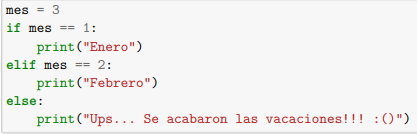 mes = 3
if mes == 1:
    print("Enero")
elif mes == 2:
    print("Febrero")
else:
    print("Ups... Se acabaron las vacaciones!!! :()")